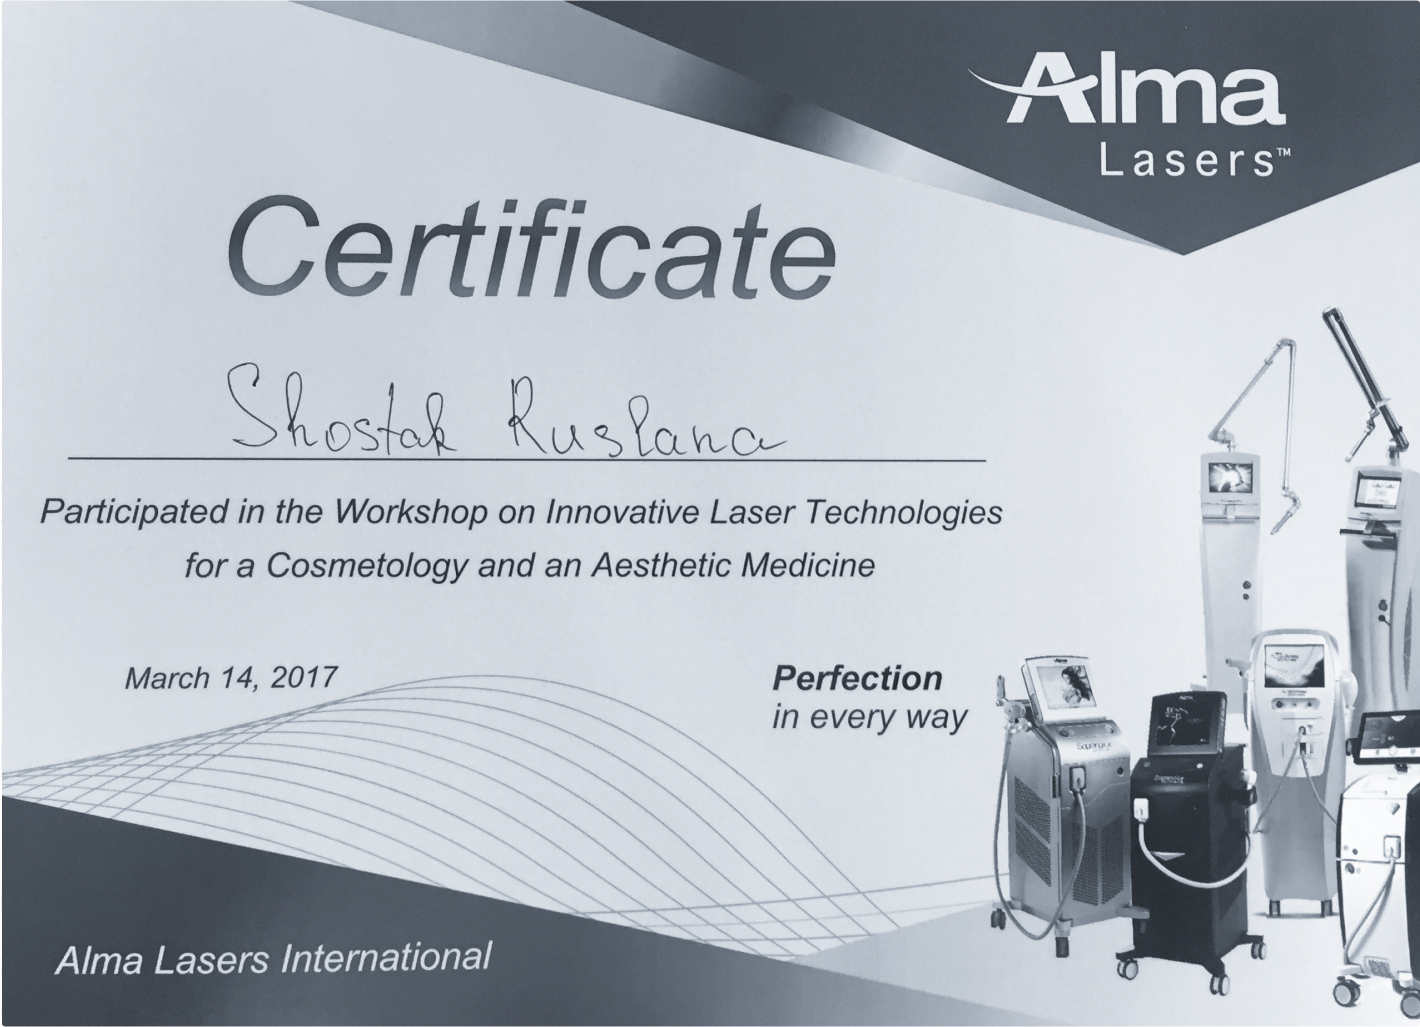 Alma
Lasers™
Certificate
Shostak Ruslana
Participated in the Workshop on Innovative Laser Technologies
for a Cosmetology and an Aesthetic Medicine
March 14, 2017
Perfection
in every way
Alma Lasers International